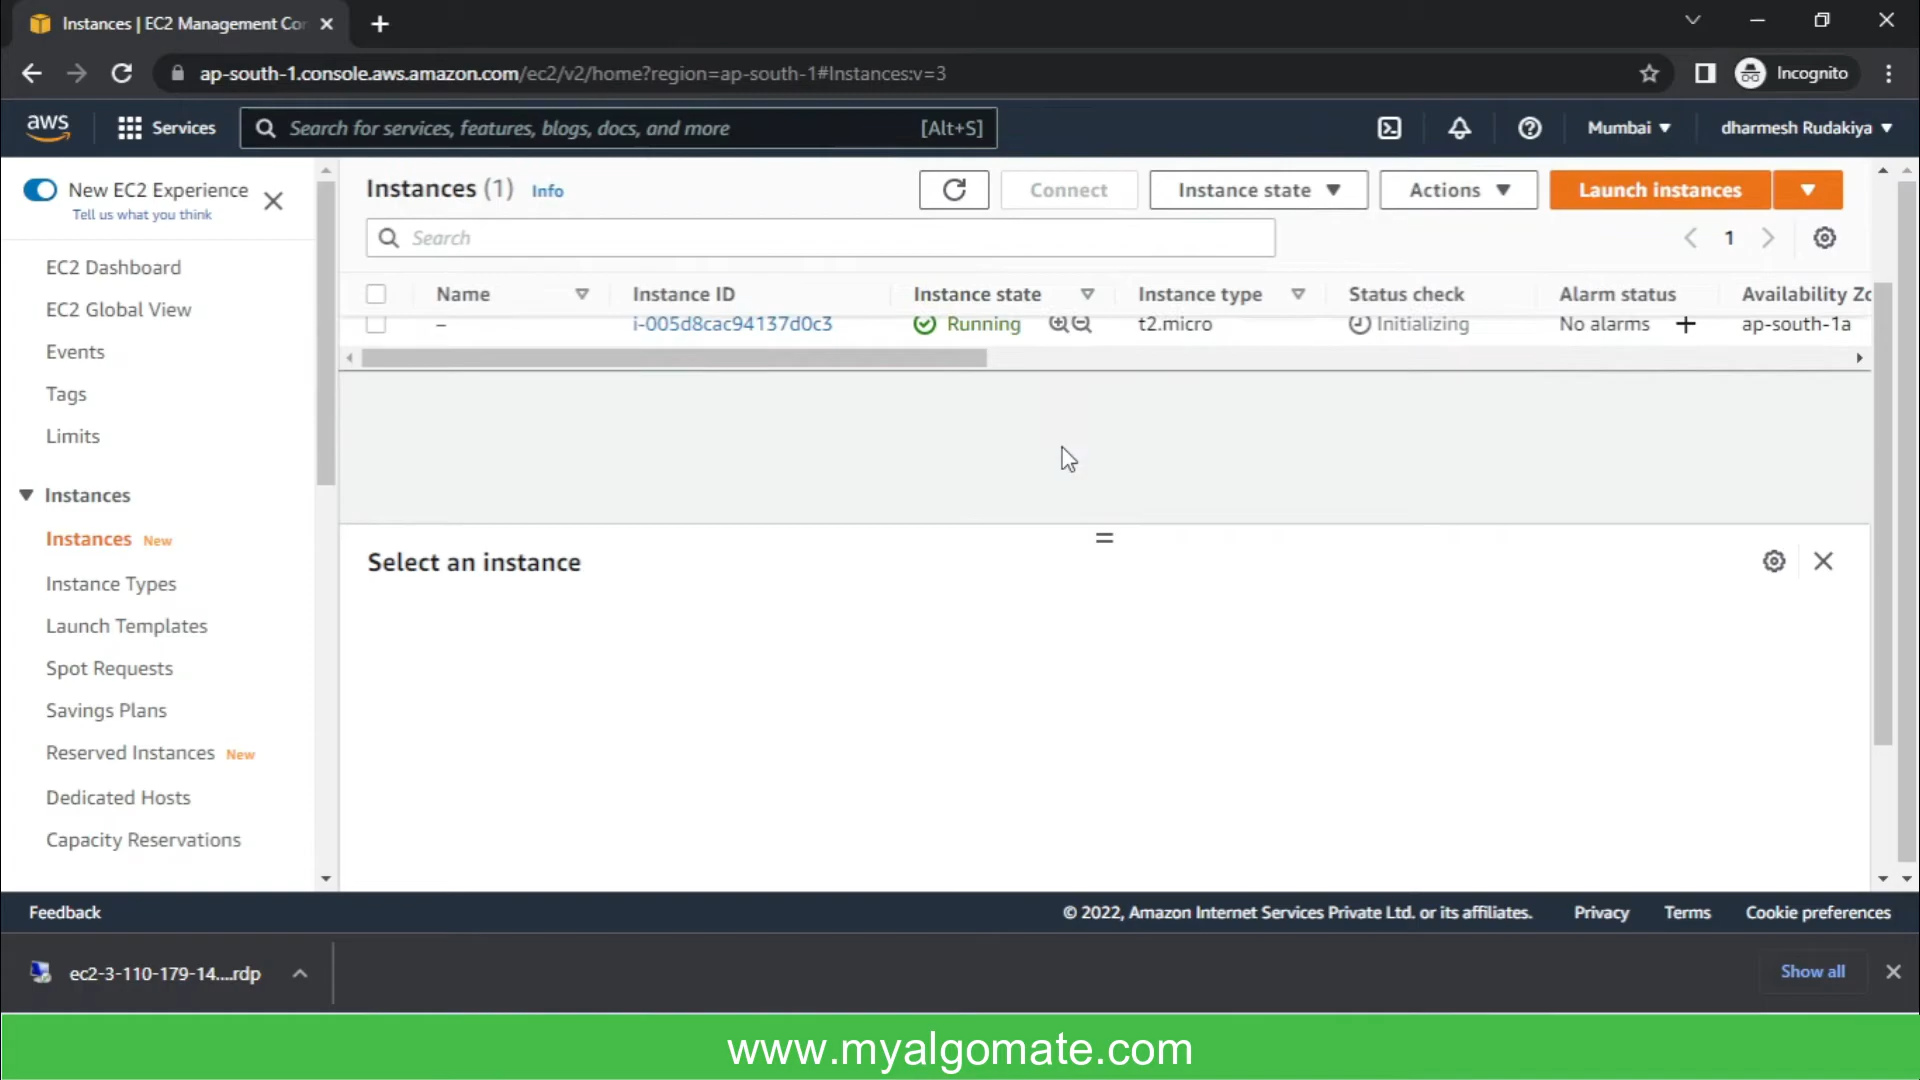 Instances | EC2 Management Co
ap-south-1.console.aws.amazon.com/ec2/v2/home?region=ap-south-1#Instances:v=3
Incognito
aws
Services
Search for services, features, blogs, docs, and more
[Alt+S]
Mumbai
dharmesh Rudakiya
New EC2 Experience
Tell us what you think
EC2 Dashboard
EC2 Global View
Events
Tags
Limits
Instances
Instances New
Instance Types
Launch Templates
Spot Requests
Savings Plans
Reserved Instances New
Dedicated Hosts
Capacity Reservations
Instances (1) Info
Connect
Instance state
Actions
Launch instances
Search
1
Name Instance ID Instance state Instance type Status check Alarm status Availability Zo
– i-005d8cac94137d0c3 Running t2.micro Initializing No alarms + ap-south-1a
Select an instance
Feedback
© 2022, Amazon Internet Services Private Ltd. or its affiliates. Privacy Terms Cookie preferences
ec2-3-110-179-14....rdp
Show all
www.myalgomate.com